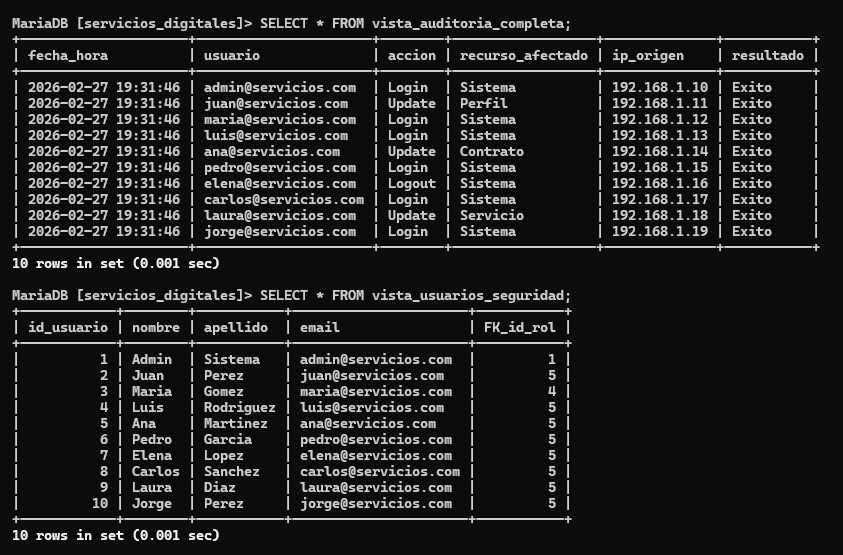 MariaDB [servicios_digitales]> SELECT * FROM vista_auditoria_completa;
+---------------------+----------------------+--------+------------------+--------------+-----------+
| fecha_hora          | usuario              | accion | recurso_afectado | ip_origen    | resultado |
+---------------------+----------------------+--------+------------------+--------------+-----------+
| 2026-02-27 19:31:46 | admin@servicios.com  | Login  | Sistema          | 192.168.1.10 | Exito     |
| 2026-02-27 19:31:46 | juan@servicios.com   | Update | Perfil           | 192.168.1.11 | Exito     |
| 2026-02-27 19:31:46 | maria@servicios.com  | Login  | Sistema          | 192.168.1.12 | Exito     |
| 2026-02-27 19:31:46 | luis@servicios.com   | Login  | Sistema          | 192.168.1.13 | Exito     |
| 2026-02-27 19:31:46 | ana@servicios.com    | Update | Contrato         | 192.168.1.14 | Exito     |
| 2026-02-27 19:31:46 | pedro@servicios.com  | Login  | Sistema          | 192.168.1.15 | Exito     |
| 2026-02-27 19:31:46 | elena@servicios.com  | Logout | Sistema          | 192.168.1.16 | Exito     |
| 2026-02-27 19:31:46 | carlos@servicios.com | Login  | Sistema          | 192.168.1.17 | Exito     |
| 2026-02-27 19:31:46 | laura@servicios.com  | Update | Servicio         | 192.168.1.18 | Exito     |
| 2026-02-27 19:31:46 | jorge@servicios.com  | Login  | Sistema          | 192.168.1.19 | Exito     |
+---------------------+----------------------+--------+------------------+--------------+-----------+
10 rows in set (0.001 sec)

MariaDB [servicios_digitales]> SELECT * FROM vista_usuarios_seguridad;
+------------+--------+-----------+----------------------+-----------+
| id_usuario | nombre | apellido  | email                | FK_id_rol |
+------------+--------+-----------+----------------------+-----------+
|          1 | Admin  | Sistema   | admin@servicios.com  |         1 |
|          2 | Juan   | Perez     | juan@servicios.com   |         5 |
|          3 | Maria  | Gomez     | maria@servicios.com  |         4 |
|          4 | Luis   | Rodriguez | luis@servicios.com   |         5 |
|          5 | Ana    | Martinez  | ana@servicios.com    |         5 |
|          6 | Pedro  | Garcia    | pedro@servicios.com  |         5 |
|          7 | Elena  | Lopez     | elena@servicios.com  |         5 |
|          8 | Carlos | Sanchez   | carlos@servicios.com |         5 |
|          9 | Laura  | Diaz      | laura@servicios.com  |         5 |
|         10 | Jorge  | Perez     | jorge@servicios.com  |         5 |
+------------+--------+-----------+----------------------+-----------+
10 rows in set (0.001 sec)